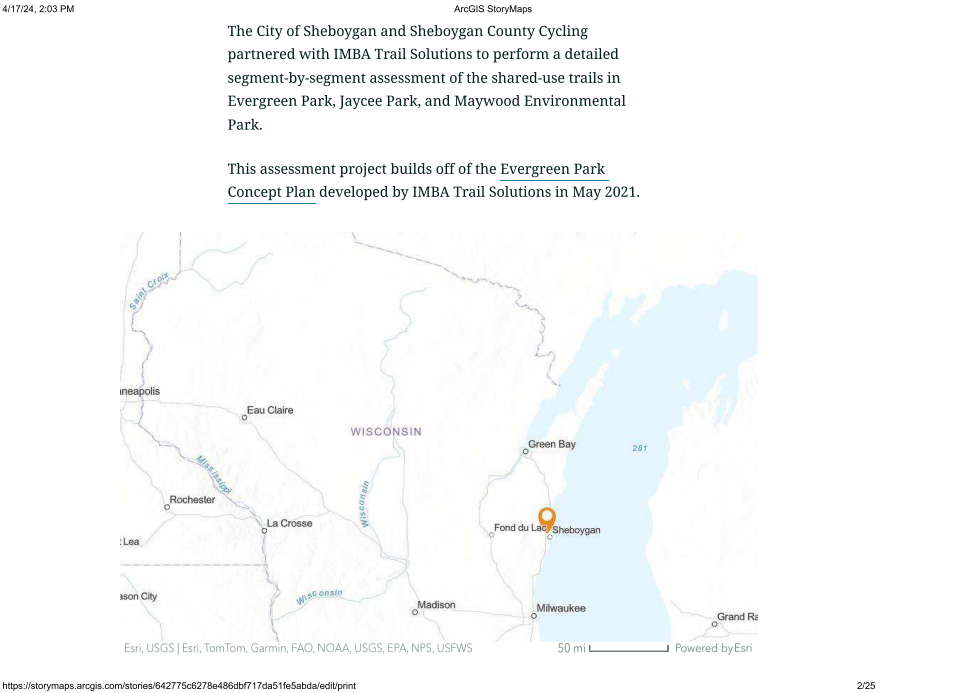 4/17/24, 2:03 PM
ArcGIS StoryMaps
The City of Sheboygan and Sheboygan County Cycling
partnered with IMBA Trail Solutions to perform a detailed
segment-by-segment assessment of the shared-use trails in
Evergreen Park, Jaycee Park, and Maywood Environmental
Park.
This assessment project builds off of the Evergreen Park
Concept Plan developed by IMBA Trail Solutions in May 2021.
Saint Croix
nneapolis
Eau Claire
WISCONSIN
Green Bay
281
Mississippi
Wisconsin
Rochester
La Crosse
Fond du Lac
Sheboygan
t Lea
ason City
Wisconsin
Madison
Milwaukee
Grand Ra
Esri, USGS | Esri, TomTom, Garmin, FAO, NOAA, USGS, EPA, NPS, USFWS
50 mi
Powered by Esri
https://storymaps.arcgis.com/stories/642775c6278e486dbf717da51fe5abda/edit/print
2/25